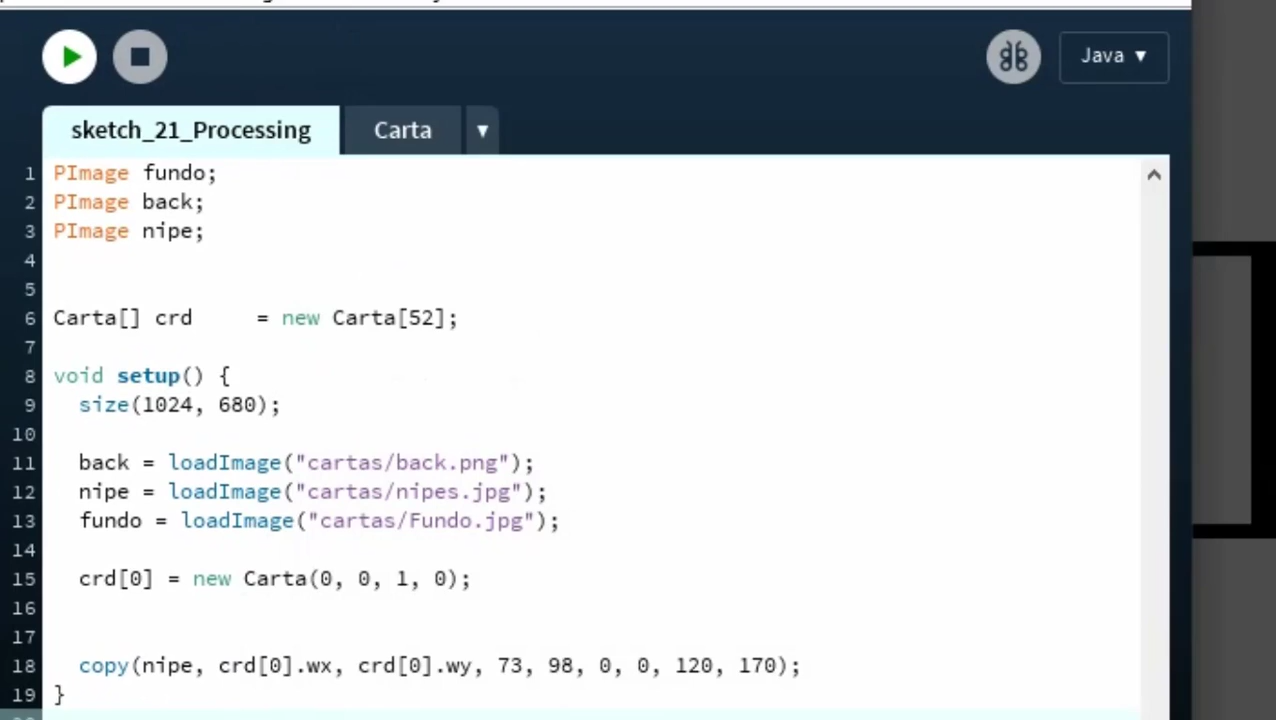 Java ▾
sketch_21_Processing Carta ▼
1 PImage fundo;
2 PImage back;
3 PImage nipe;
4
5
6 Carta[] crd     = new Carta[52];
7
8 void setup() {
9   size(1024, 680);
10
11   back = loadImage("cartas/back.png");
12   nipe = loadImage("cartas/nipes.jpg");
13   fundo = loadImage("cartas/Fundo.jpg");
14
15   crd[0] = new Carta(0, 0, 1, 0);
16
17
18   copy(nipe, crd[0].wx, crd[0].wy, 73, 98, 0, 0, 120, 170);
19 }